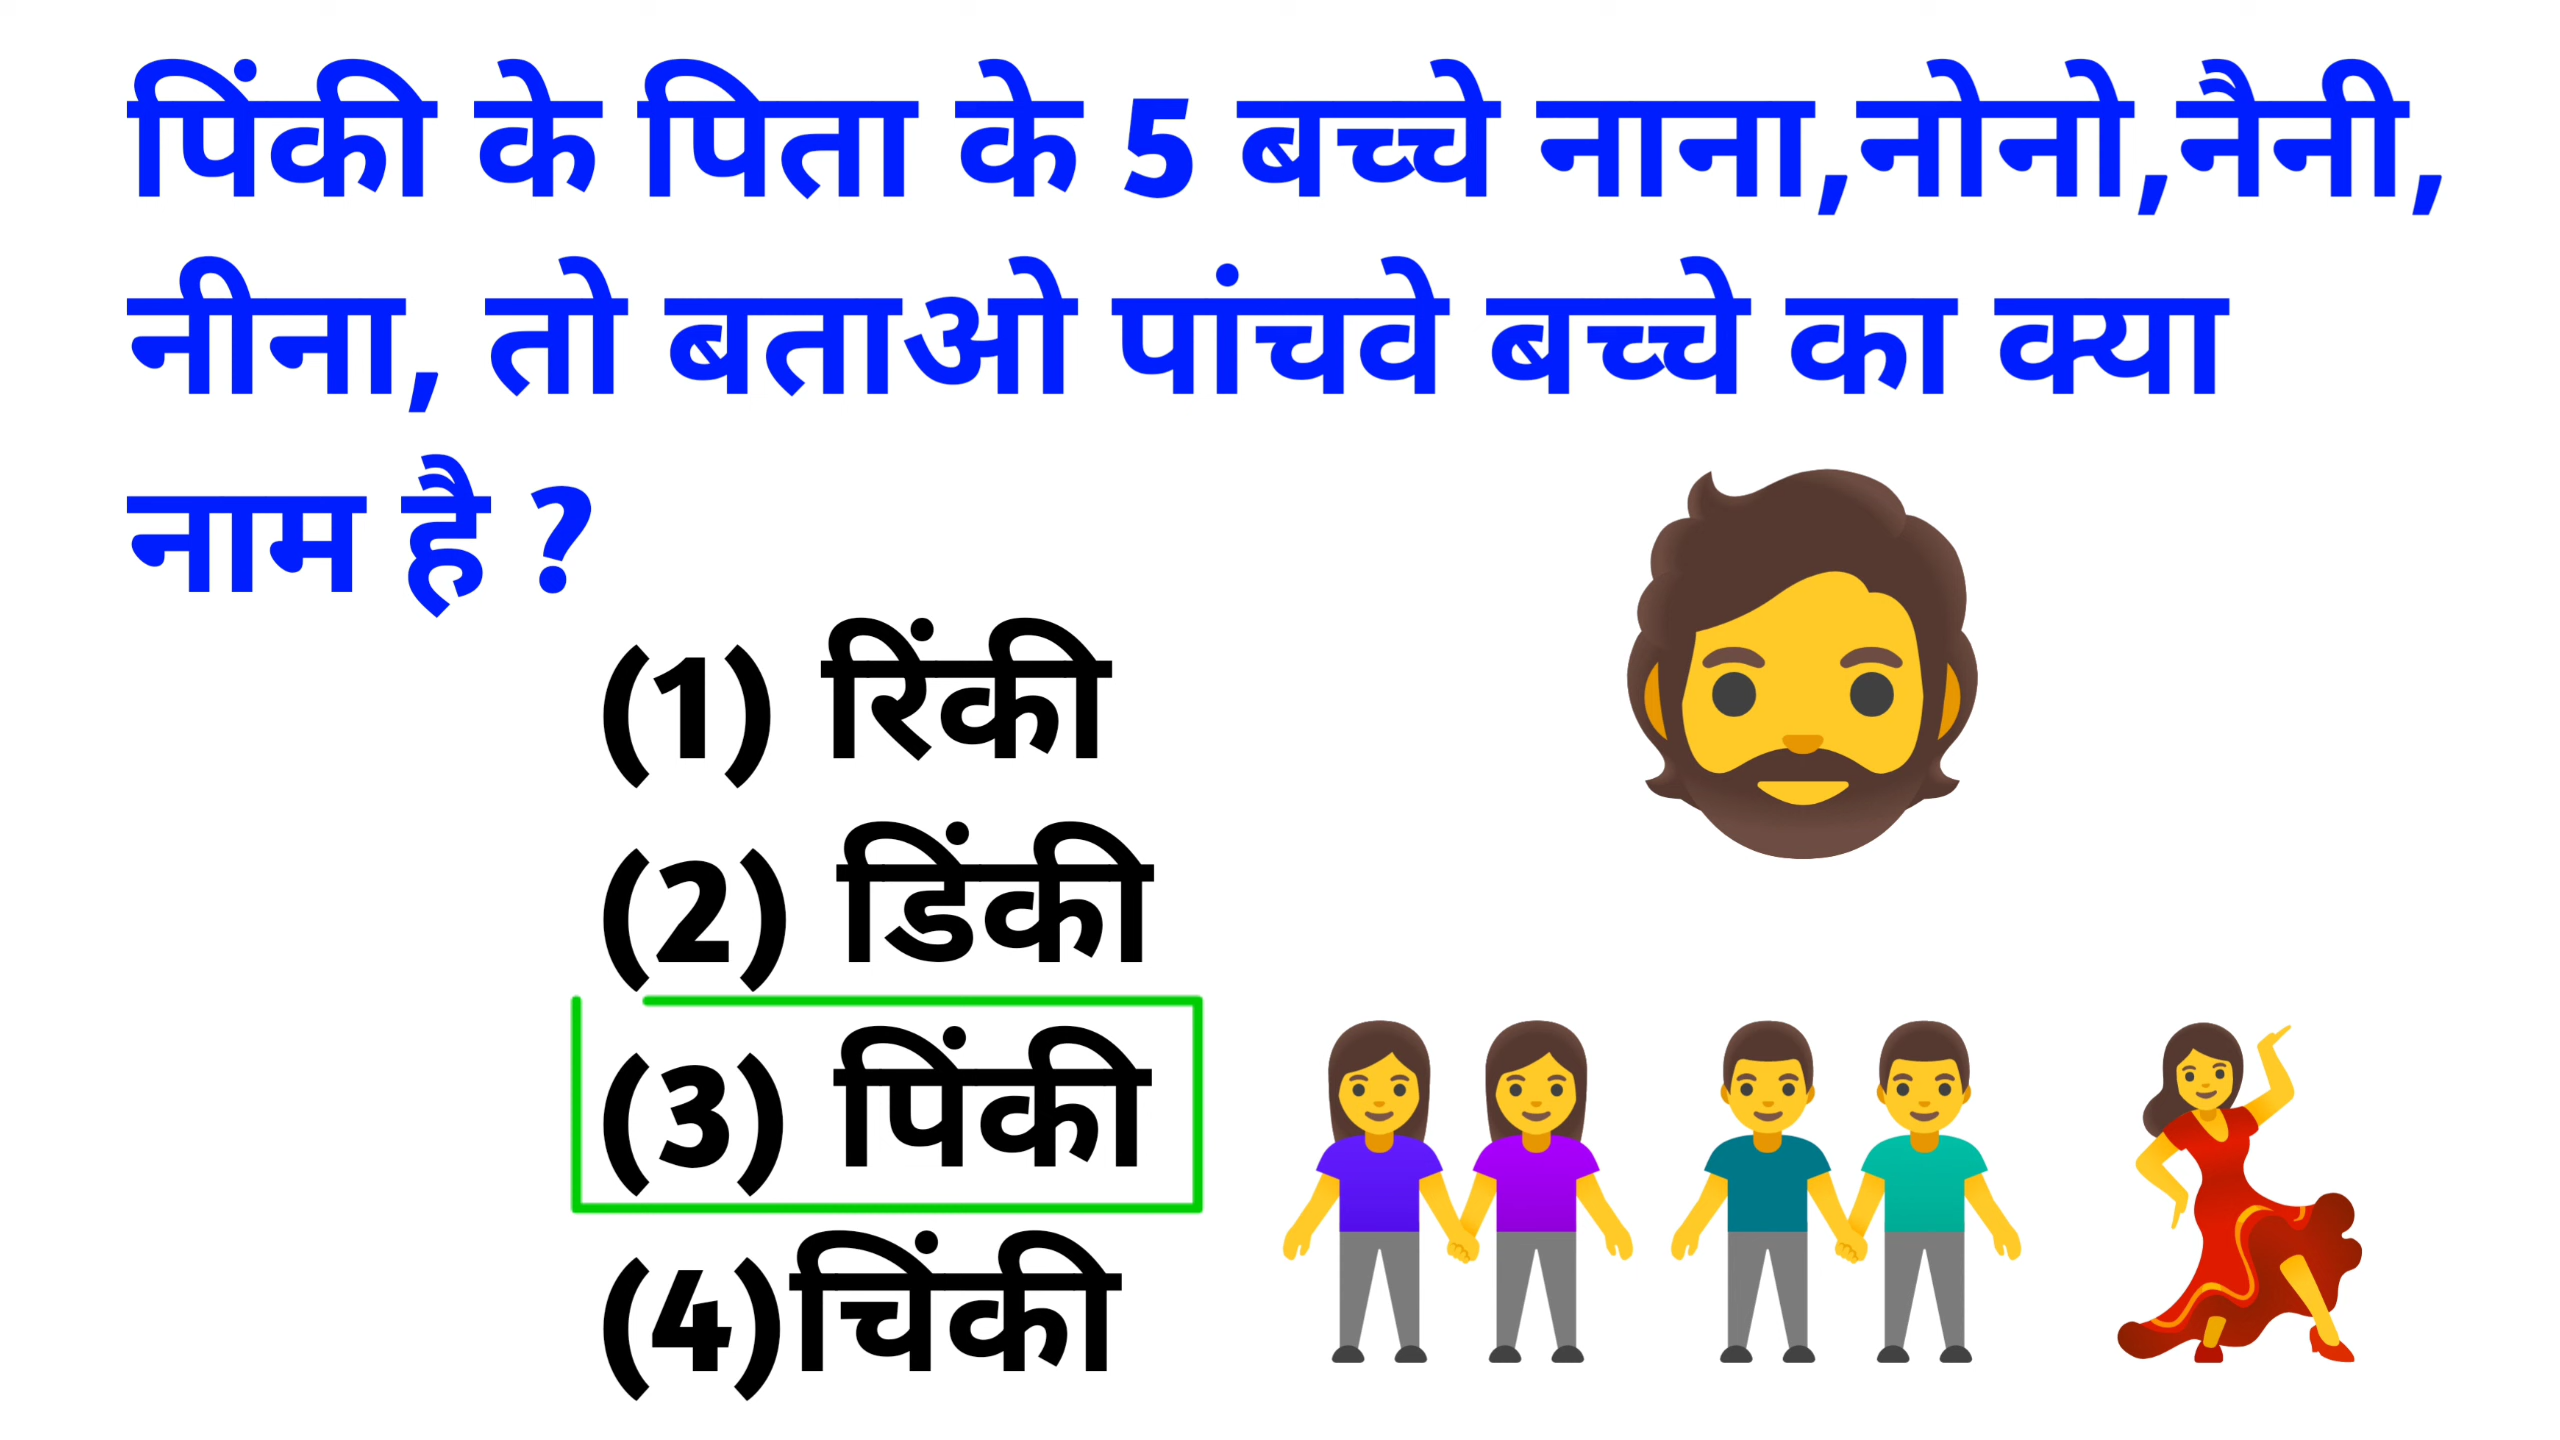 पिंकी के पिता के 5 बच्चे नाना,नोनो,नैनी,
नीना, तो बताओ पांचवे बच्चे का क्या
नाम है ?
(1) रिंकी
(2) डिंकी
(3) पिंकी
(4)चिंकी